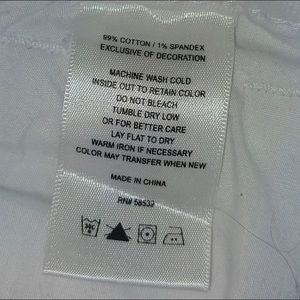 99% COTTON / 1% SPANDEX
EXCLUSIVE OF DECORATION
MACHINE WASH COLD
INSIDE OUT TO RETAIN COLOR
DO NOT BLEACH
TUMBLE DRY LOW
OR FOR BETTER CARE
LAY FLAT TO DRY
WARM IRON IF NECESSARY
COLOR MAY TRANSFER WHEN NEW
MADE IN CHINA
RN#